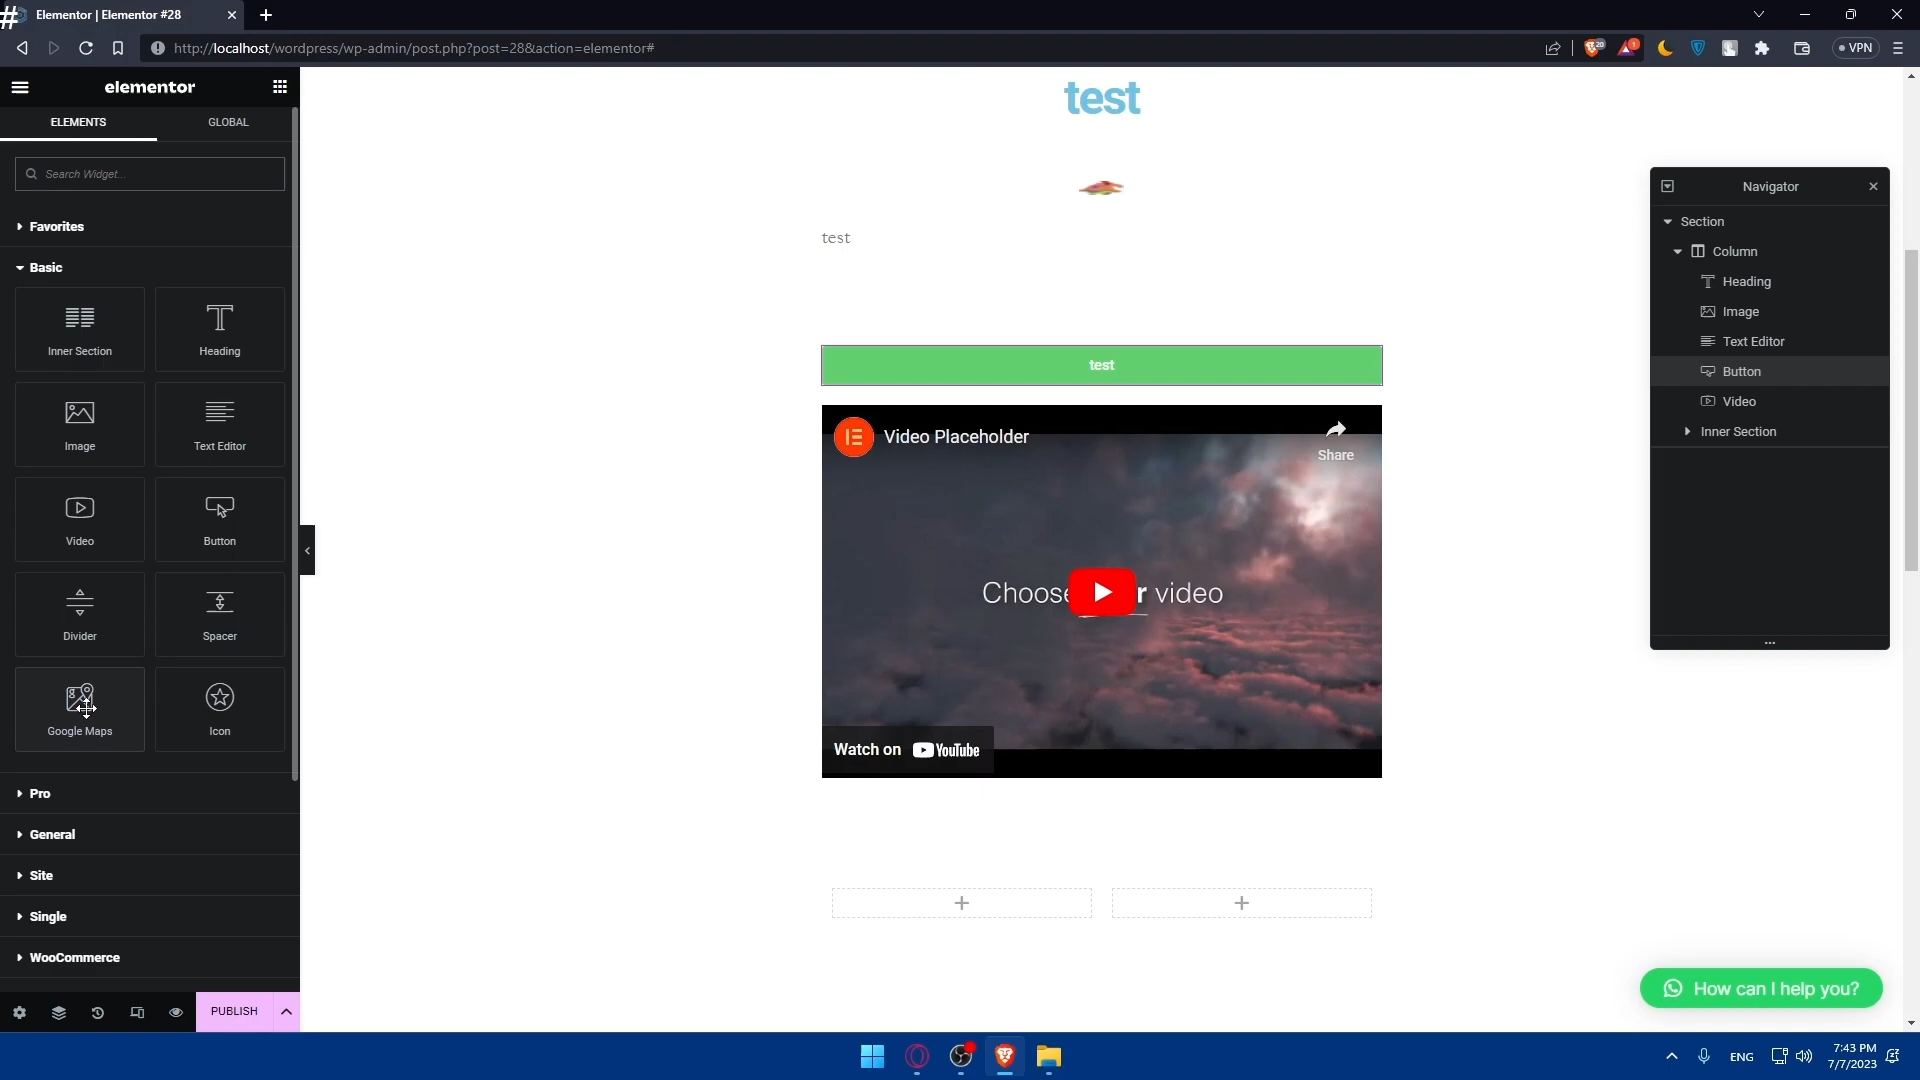 Elementor | Elementor #28
http://localhost/wordpress/wp-admin/post.php?post=28&action=elementor#
20
1
VPN
elementor
ELEMENTS
GLOBAL
Search Widget...
Favorites
Basic
Inner Section
Heading
Image
Text Editor
Video
Button
Divider
Spacer
Google Maps
Icon
Pro
General
Site
Single
WooCommerce
PUBLISH
test
test
test
Video Placeholder
Share
Choose r video
Watch on YouTube
Navigator
Section
Column
Heading
Image
Text Editor
Button
Video
Inner Section
How can I help you?
ENG
7:43 PM
7/7/2023